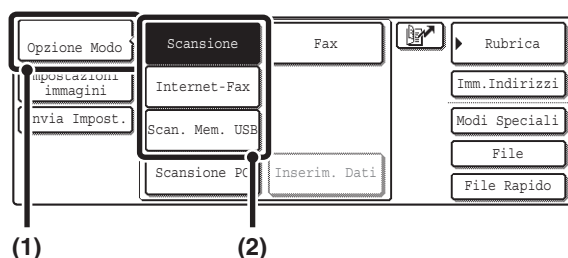 Opzione Modo
Scansione
Fax
Rubrica
Impostazioni
immagini
Internet-Fax
Imm.Indirizzi
Invia Impost.
Scan. Mem. USB
Modi Speciali
File
Scansione PC
Inserim. Dati
File Rapido
(1)
(2)